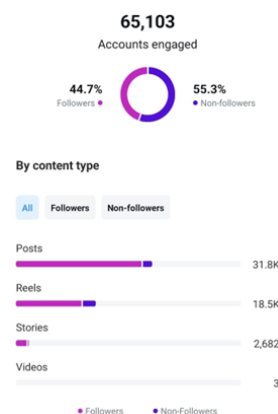 65,103
Accounts engaged
44.7% 55.3%
Followers Non-followers
By content type
All Followers Non-followers
Posts
31.8K
Reels
18.5K
Stories
2,682
Videos
3
Followers Non-Followers